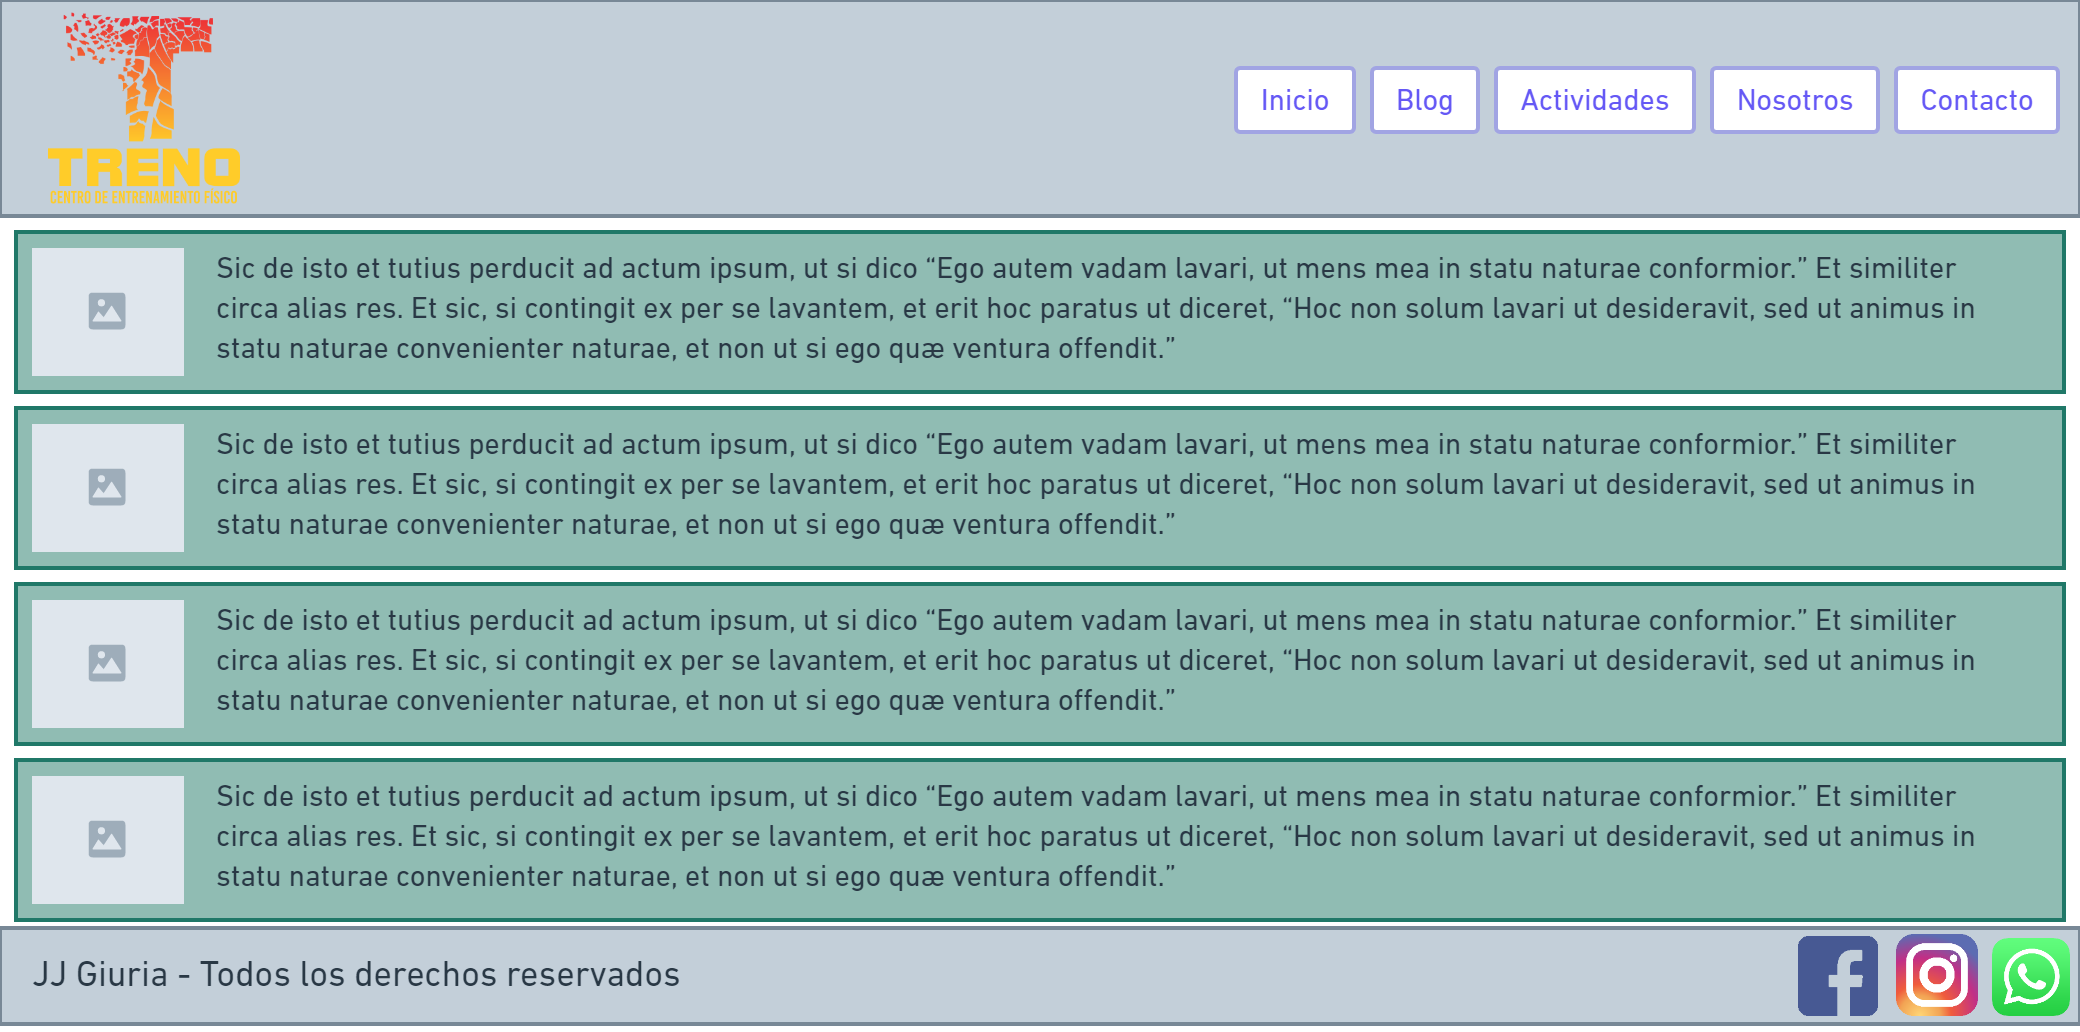 TRENO
CENTRO DE ENTRENAMIENTO FISICO
Inicio
Blog
Actividades
Nosotros
Contacto
Sic de isto et tutius perducit ad actum ipsum, ut si dico “Ego autem vadam lavari, ut mens mea in statu naturae conformior.” Et similiter
circa alias res. Et sic, si contingit ex per se lavantem, et erit hoc paratus ut diceret, “Hoc non solum lavari ut desideravit, sed ut animus in
statu naturae convenienter naturae, et non ut si ego quæ ventura offendit.”
Sic de isto et tutius perducit ad actum ipsum, ut si dico “Ego autem vadam lavari, ut mens mea in statu naturae conformior.” Et similiter
circa alias res. Et sic, si contingit ex per se lavantem, et erit hoc paratus ut diceret, “Hoc non solum lavari ut desideravit, sed ut animus in
statu naturae convenienter naturae, et non ut si ego quæ ventura offendit.”
Sic de isto et tutius perducit ad actum ipsum, ut si dico “Ego autem vadam lavari, ut mens mea in statu naturae conformior.” Et similiter
circa alias res. Et sic, si contingit ex per se lavantem, et erit hoc paratus ut diceret, “Hoc non solum lavari ut desideravit, sed ut animus in
statu naturae convenienter naturae, et non ut si ego quæ ventura offendit.”
Sic de isto et tutius perducit ad actum ipsum, ut si dico “Ego autem vadam lavari, ut mens mea in statu naturae conformior.” Et similiter
circa alias res. Et sic, si contingit ex per se lavantem, et erit hoc paratus ut diceret, “Hoc non solum lavari ut desideravit, sed ut animus in
statu naturae convenienter naturae, et non ut si ego quæ ventura offendit.”
JJ Giuria - Todos los derechos reservados